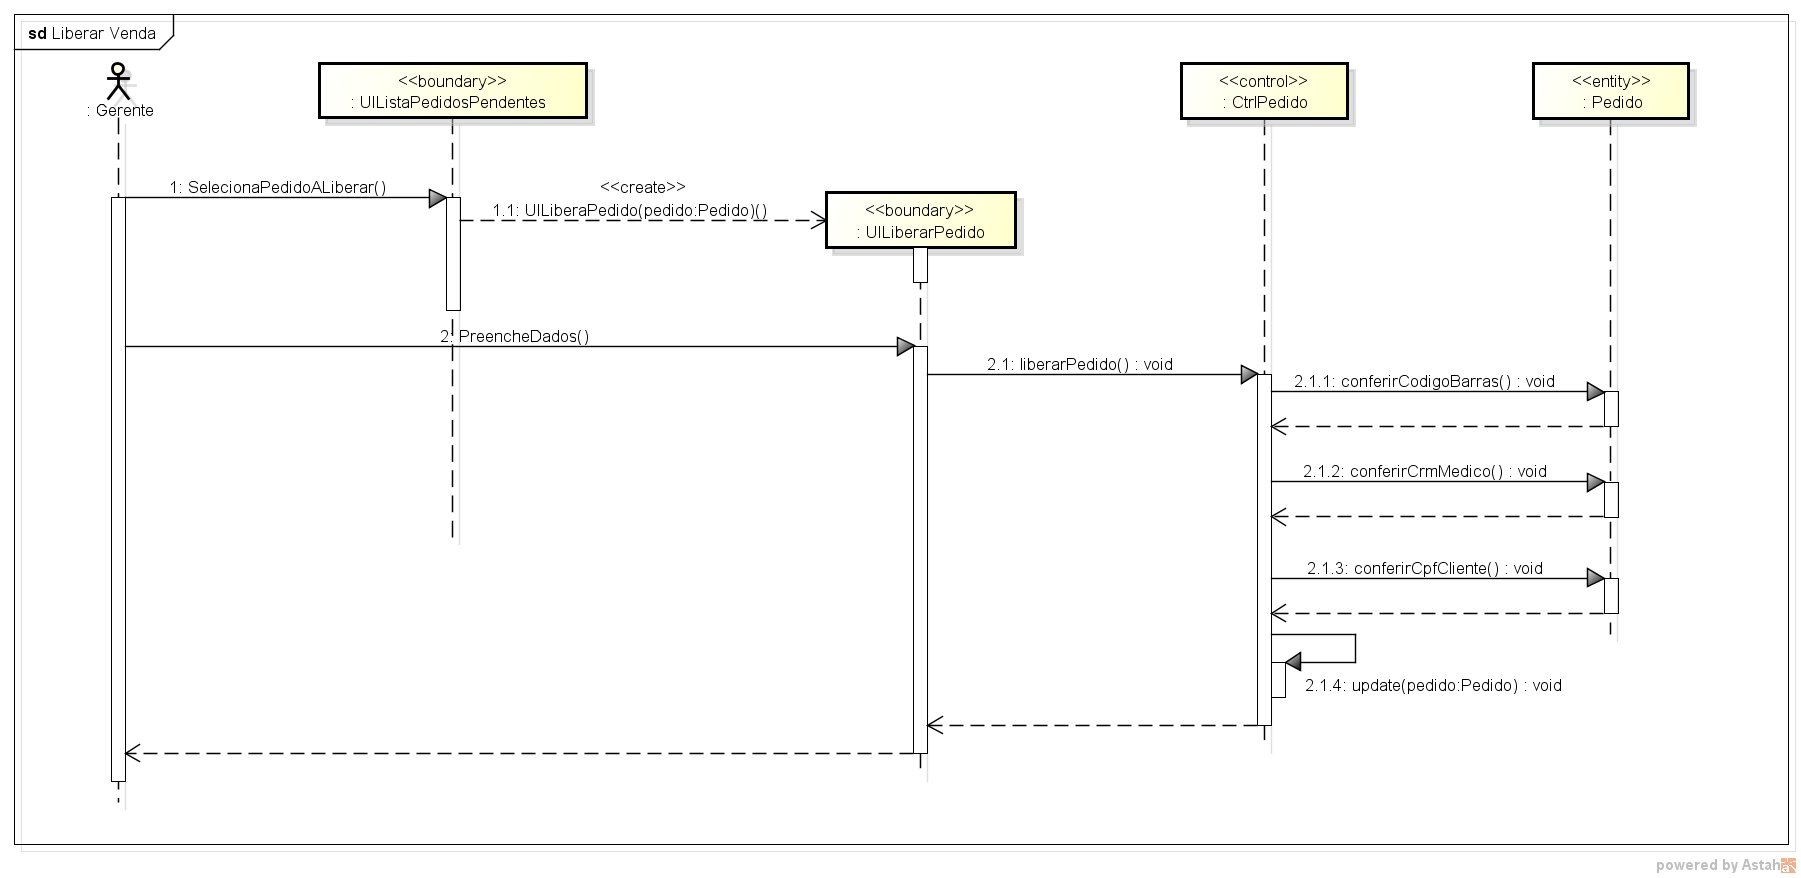 sd Liberar Venda
<<boundary>>
: UIListaPedidosPendentes
<<control>>
: CtrlPedido
<<entity>>
: Pedido
: Gerente
1: SelecionaPedidoALiberar()
<<create>>
1.1: UILiberaPedido(pedido:Pedido)()
<<boundary>>
: UILiberarPedido
2: PreencheDados()
2.1: liberarPedido() : void
2.1.1: conferirCodigoBarras() : void
2.1.2: conferirCrmMedico() : void
2.1.3: conferirCpfCliente() : void
2.1.4: update(pedido:Pedido) : void
powered by Astah